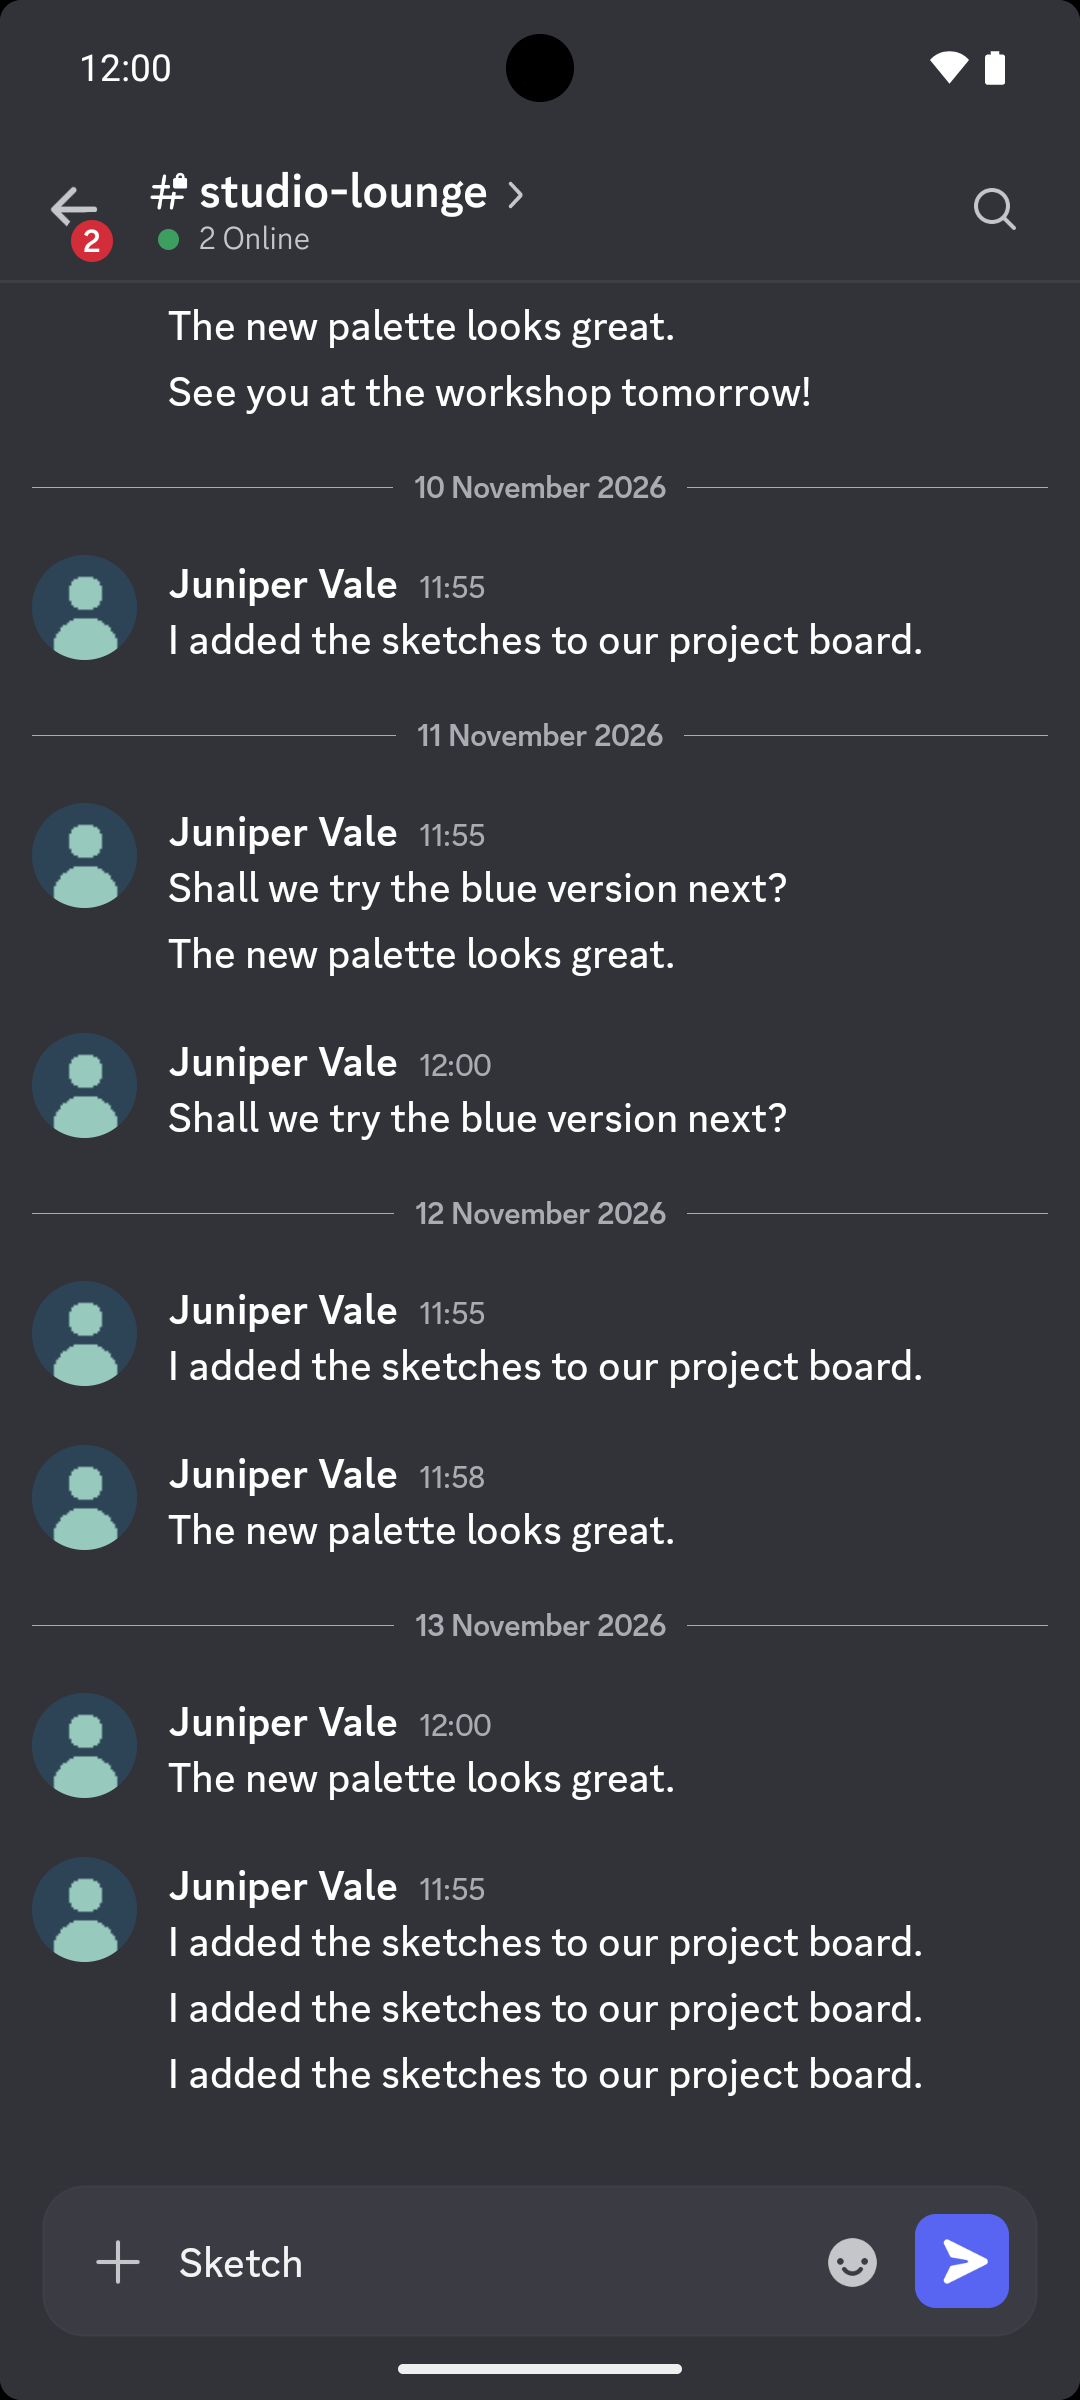 12:00
# studio-lounge
2
2 Online
The new palette looks great.
See you at the workshop tomorrow!
10 November 2026
Juniper Vale 11:55
I added the sketches to our project board.
11 November 2026
Juniper Vale 11:55
Shall we try the blue version next?
The new palette looks great.
Juniper Vale 12:00
Shall we try the blue version next?
12 November 2026
Juniper Vale 11:55
I added the sketches to our project board.
Juniper Vale 11:58
The new palette looks great.
13 November 2026
Juniper Vale 12:00
The new palette looks great.
Juniper Vale 11:55
I added the sketches to our project board.
I added the sketches to our project board.
I added the sketches to our project board.
Sketch